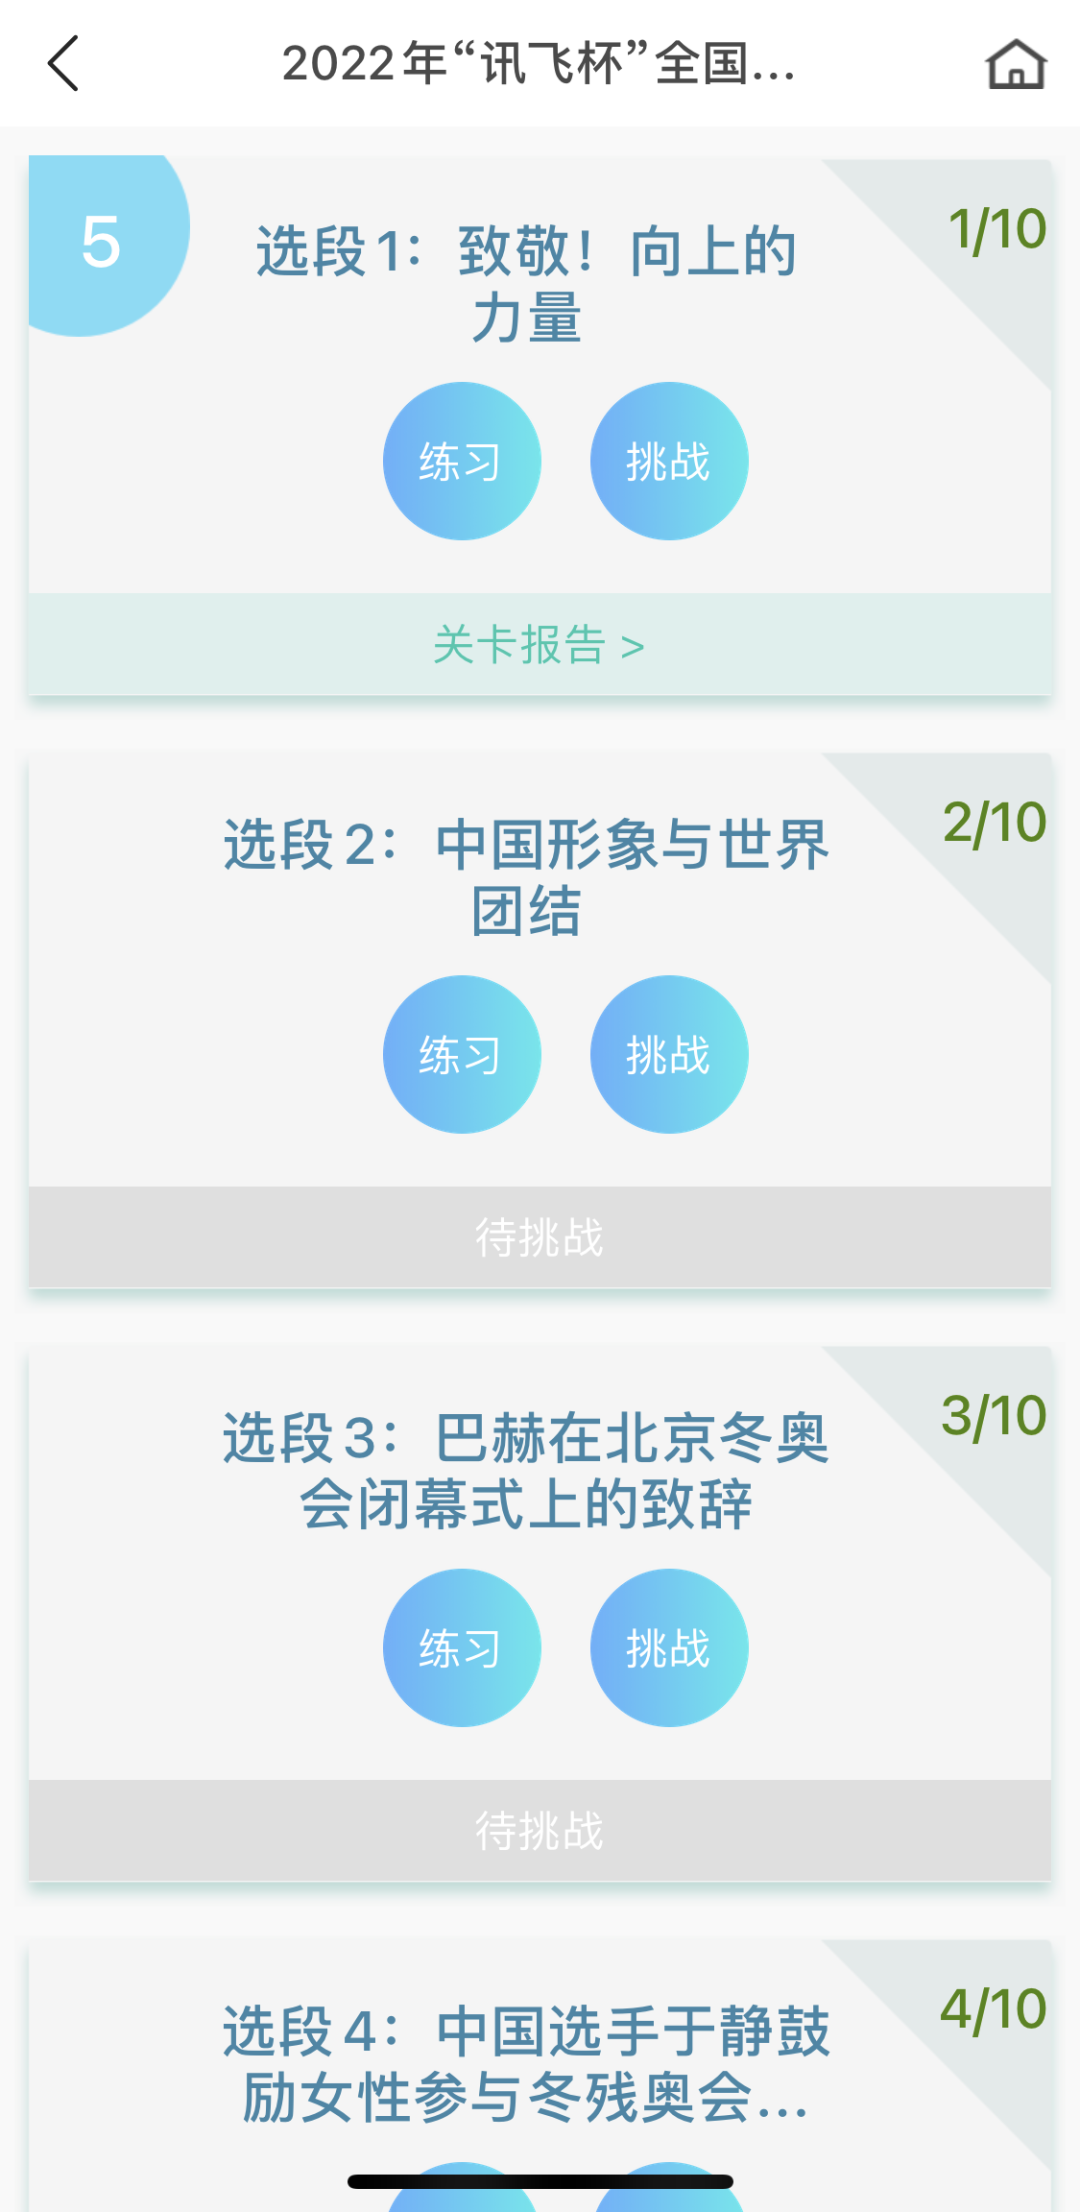 2022年“讯飞杯”全国...
5
1/10
选段1：致敬！向上的
力量
练习
挑战
关卡报告 >
2/10
选段2：中国形象与世界
团结
练习
挑战
待挑战
3/10
选段3：巴赫在北京冬奥
会闭幕式上的致辞
练习
挑战
待挑战
4/10
选段4：中国选手于静鼓
励女性参与冬残奥会...